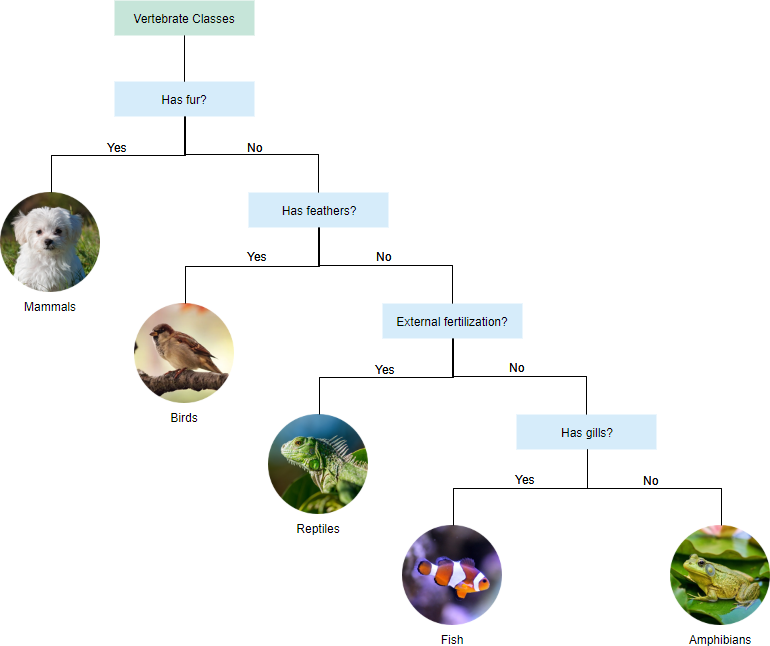 Vertebrate Classes
Has fur?
Yes
No
Mammals
Has feathers?
Yes
No
Birds
External fertilization?
Yes
No
Reptiles
Has gills?
Yes
No
Fish
Amphibians